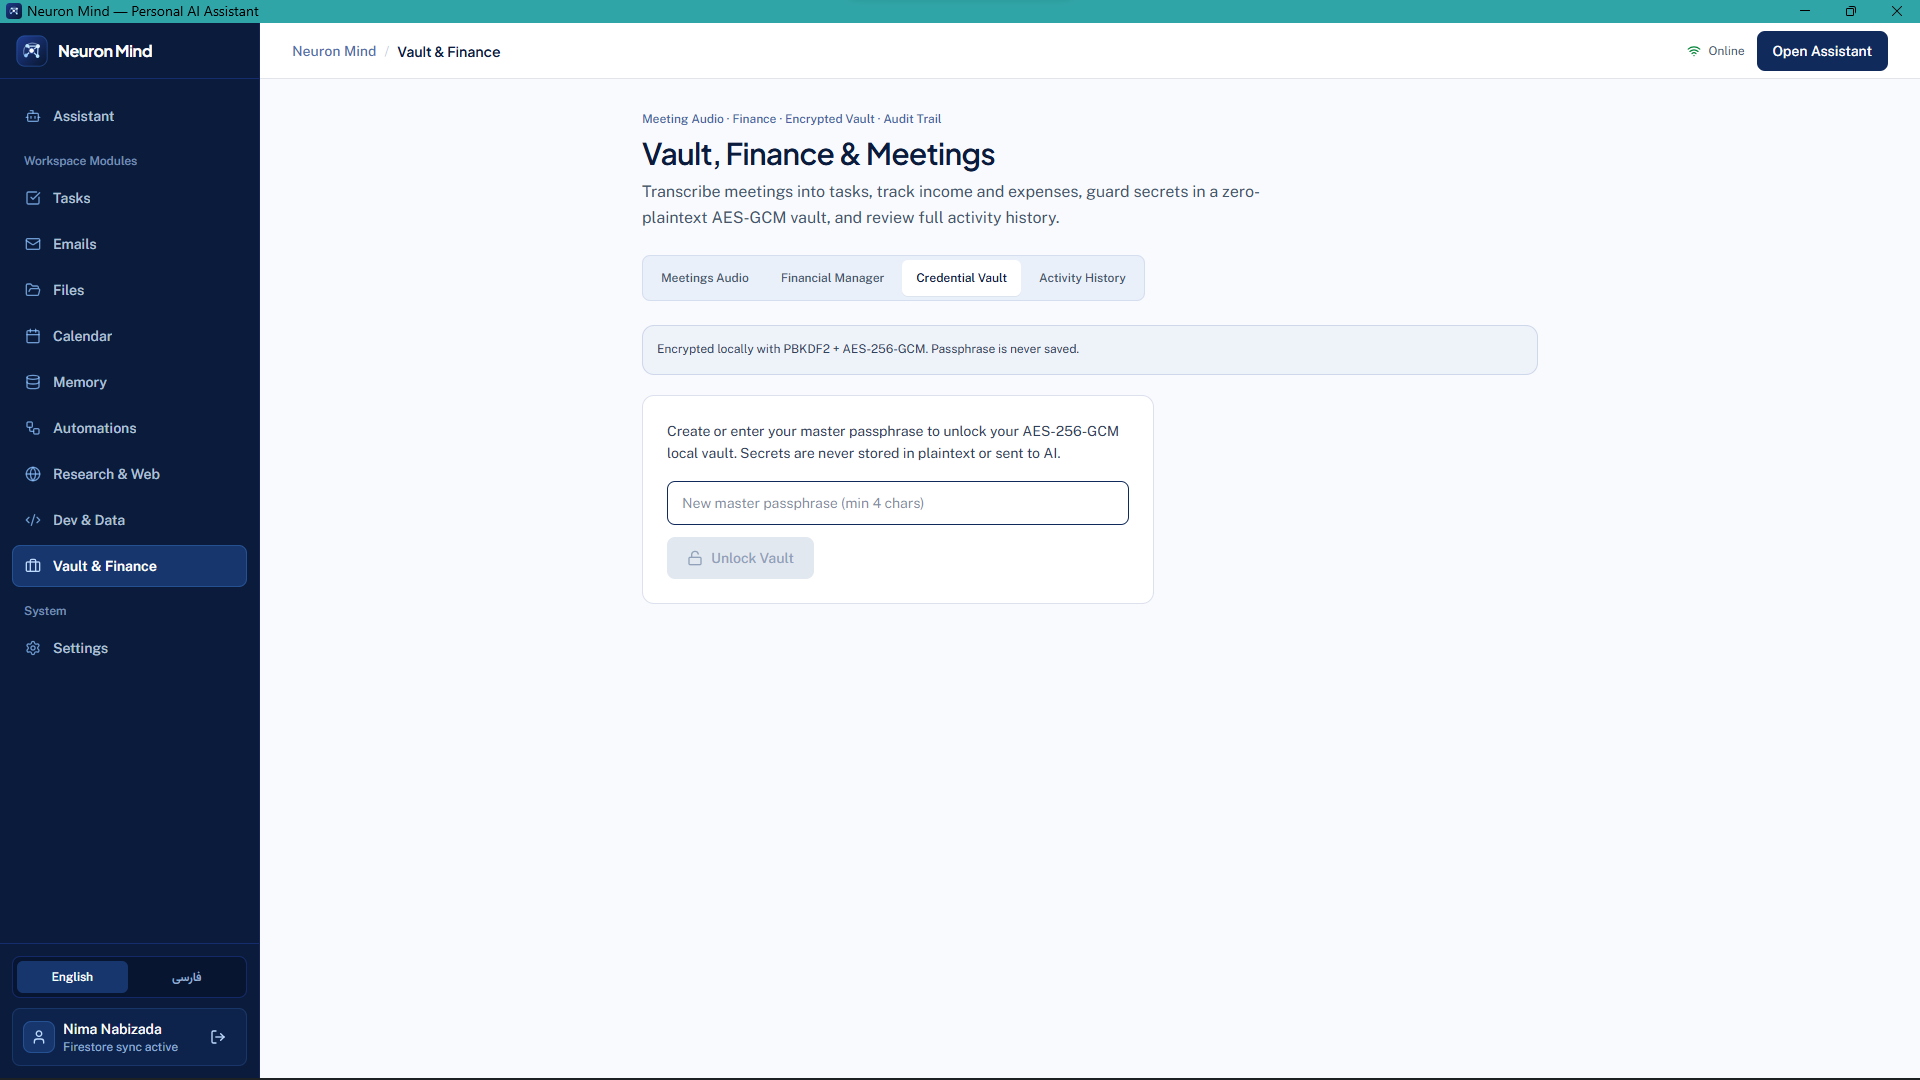 Neuron Mind — Personal AI Assistant
Neuron Mind
Assistant
Workspace Modules
Tasks
Emails
Files
Calendar
Memory
Automations
Research & Web
Dev & Data
Vault & Finance
System
Settings
English
فارسی
Nima Nabizada
Firestore sync active
Neuron Mind / Vault & Finance
Online
Open Assistant
Meeting Audio · Finance · Encrypted Vault · Audit Trail
Vault, Finance & Meetings
Transcribe meetings into tasks, track income and expenses, guard secrets in a zero-
plaintext AES-GCM vault, and review full activity history.
Meetings Audio
Financial Manager
Credential Vault
Activity History
Encrypted locally with PBKDF2 + AES-256-GCM. Passphrase is never saved.
Create or enter your master passphrase to unlock your AES-256-GCM
local vault. Secrets are never stored in plaintext or sent to AI.
New master passphrase (min 4 chars)
Unlock Vault